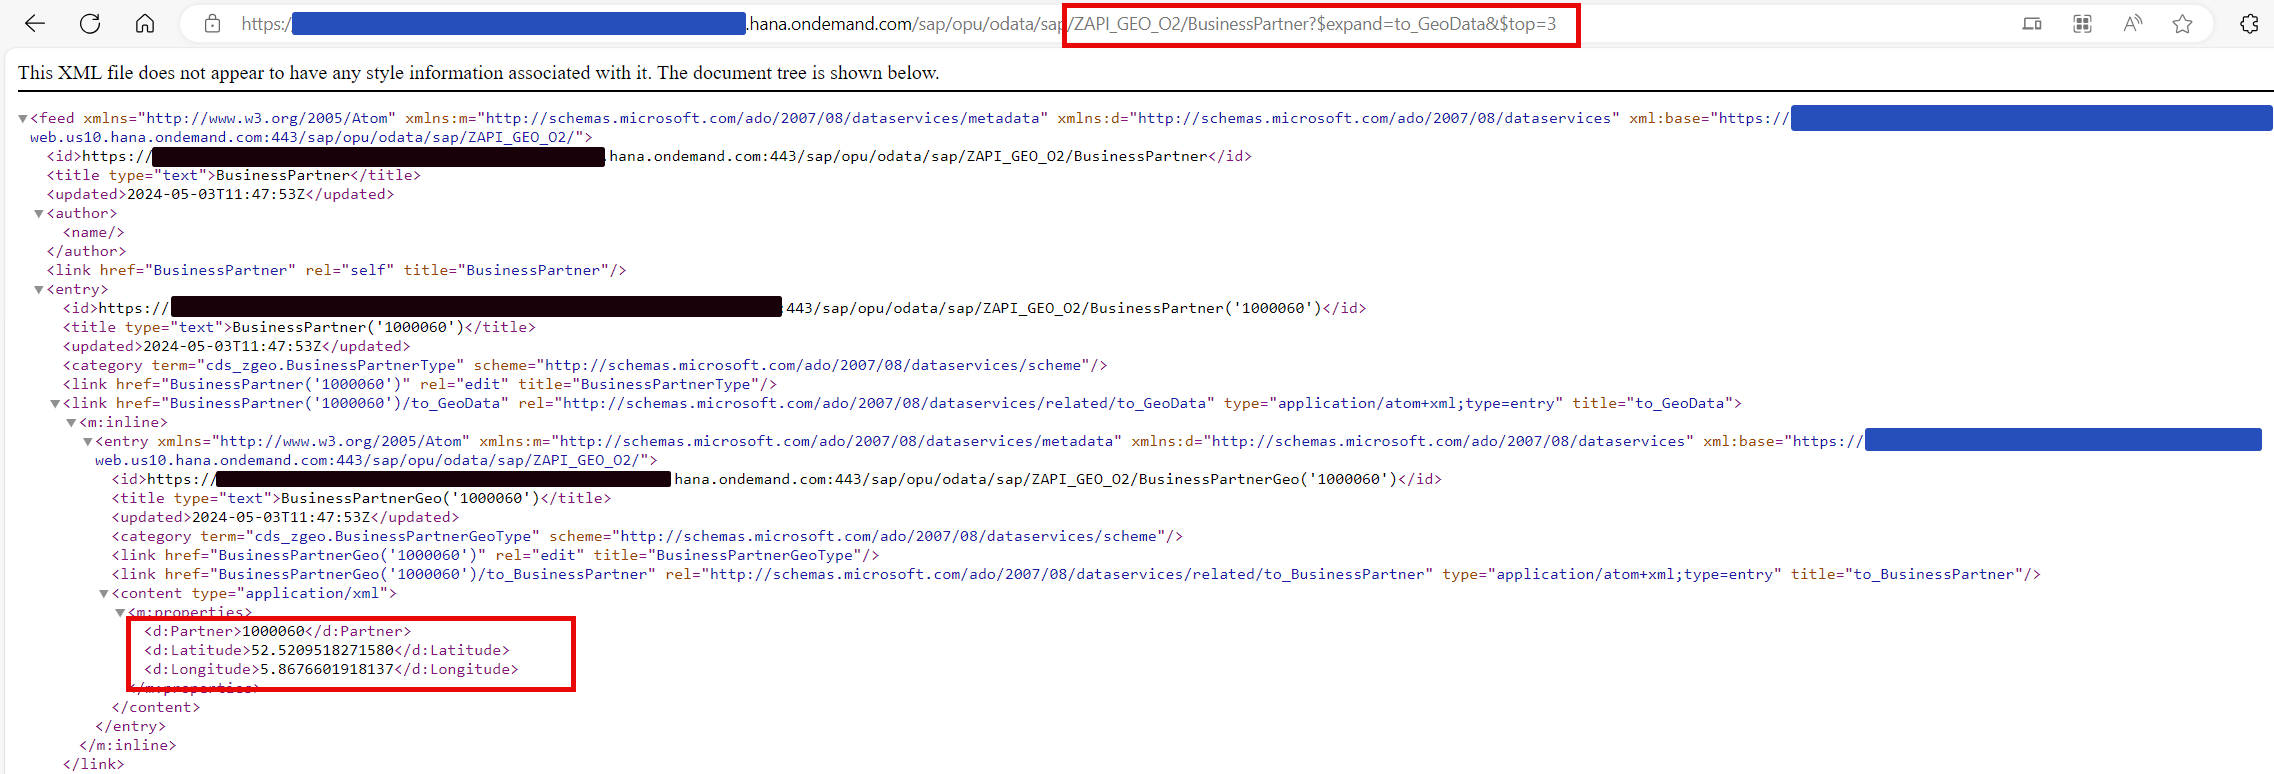 https:/ .hana.ondemand.com/sap/opu/odata/sap/ZAPI_GEO_O2/BusinessPartner?$expand=to_GeoData&$top=3
This XML file does not appear to have any style information associated with it. The document tree is shown below.
<feed xmlns="http://www.w3.org/2005/Atom" xmlns:m="http://schemas.microsoft.com/ado/2007/08/dataservices/metadata" xmlns:d="http://schemas.microsoft.com/ado/2007/08/dataservices" xml:base="https://
web.us10.hana.ondemand.com:443/sap/opu/odata/sap/ZAPI_GEO_O2/">
<id>https:// .hana.ondemand.com:443/sap/opu/odata/sap/ZAPI_GEO_O2/BusinessPartner</id>
<title type="text">BusinessPartner</title>
<updated>2024-05-03T11:47:53Z</updated>
<author>
<name/>
</author>
<link href="BusinessPartner" rel="self" title="BusinessPartner"/>
<entry>
<id>https:// :443/sap/opu/odata/sap/ZAPI_GEO_O2/BusinessPartner('1000060')</id>
<title type="text">BusinessPartner('1000060')</title>
<updated>2024-05-03T11:47:53Z</updated>
<category term="cds_zgeo.BusinessPartnerType" scheme="http://schemas.microsoft.com/ado/2007/08/dataservices/scheme"/>
<link href="BusinessPartner('1000060')" rel="edit" title="BusinessPartnerType"/>
<link href="BusinessPartner('1000060')/to_GeoData" rel="http://schemas.microsoft.com/ado/2007/08/dataservices/related/to_GeoData" type="application/atom+xml;type=entry" title="to_GeoData">
<m:inline>
<entry xmlns="http://www.w3.org/2005/Atom" xmlns:m="http://schemas.microsoft.com/ado/2007/08/dataservices/metadata" xmlns:d="http://schemas.microsoft.com/ado/2007/08/dataservices" xml:base="https://
web.us10.hana.ondemand.com:443/sap/opu/odata/sap/ZAPI_GEO_O2/">
<id>https:// hana.ondemand.com:443/sap/opu/odata/sap/ZAPI_GEO_O2/BusinessPartnerGeo('1000060')</id>
<title type="text">BusinessPartnerGeo('1000060')</title>
<updated>2024-05-03T11:47:53Z</updated>
<category term="cds_zgeo.BusinessPartnerGeoType" scheme="http://schemas.microsoft.com/ado/2007/08/dataservices/scheme"/>
<link href="BusinessPartnerGeo('1000060')" rel="edit" title="BusinessPartnerGeoType"/>
<link href="BusinessPartnerGeo('1000060')/to_BusinessPartner" rel="http://schemas.microsoft.com/ado/2007/08/dataservices/related/to_BusinessPartner" type="application/atom+xml;type=entry" title="to_BusinessPartner"/>
<content type="application/xml">
<m:properties>
<d:Partner>1000060</d:Partner>
<d:Latitude>52.5209518271580</d:Latitude>
<d:Longitude>5.8676601918137</d:Longitude>
</m:properties>
</content>
</entry>
</m:inline>
</link>